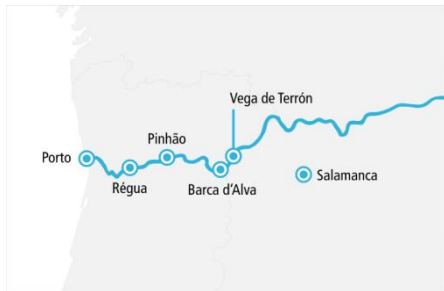 Vega de Terrón
Pinhão
Porto
Salamanca
Régua
Barca d'Alva